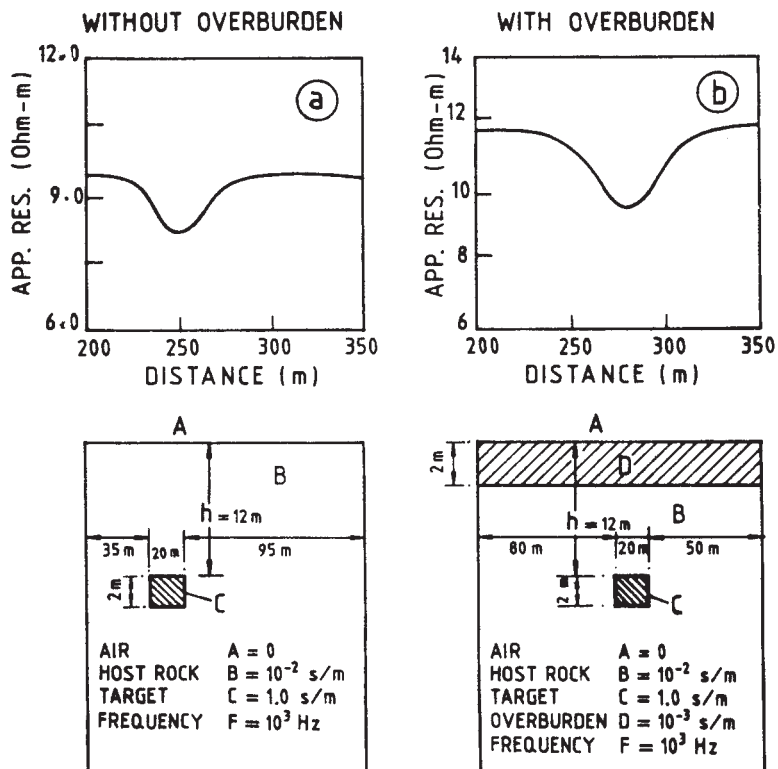 WITHOUT OVERBURDEN
12.0
9.0
6.0
APP. RES. (Ohm-m)
a
200 250 300 350
DISTANCE (m)
WITH OVERBURDEN
14
12
10
8
6
APP. RES. (Ohm-m)
b
200 250 300 350
DISTANCE (m)
A
B
h = 12 m
35 m 20 m 95 m
2 m
C
AIR A = 0
HOST ROCK B = 10⁻² s/m
TARGET C = 1.0 s/m
FREQUENCY F = 10³ Hz
A
2 m
D
h = 12 m
B
80 m 20 m 50 m
2 m
C
AIR A = 0
HOST ROCK B = 10⁻² s/m
TARGET C = 1.0 s/m
OVERBURDEN D = 10⁻³ s/m
FREQUENCY F = 10³ Hz